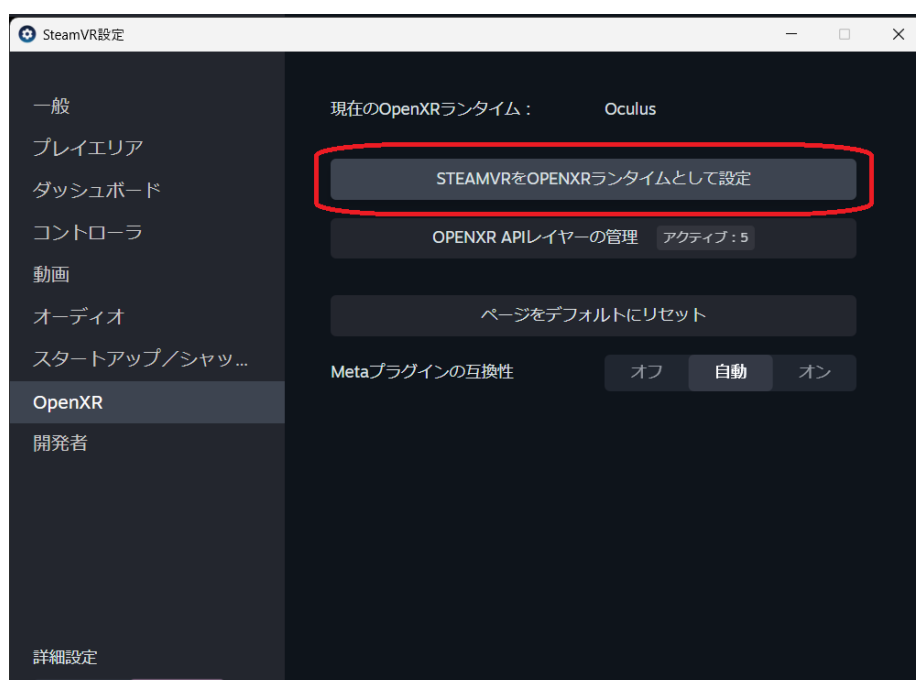 SteamVR設定
一般
プレイエリア
ダッシュボード
コントローラ
動画
オーディオ
スタートアップ／シャッ...
OpenXR
開発者
詳細設定
現在のOpenXRランタイム： Oculus
STEAMVRをOPENXRランタイムとして設定
OPENXR APIレイヤーの管理 アクティブ：5
ページをデフォルトにリセット
Metaプラグインの互換性 オフ 自動 オン